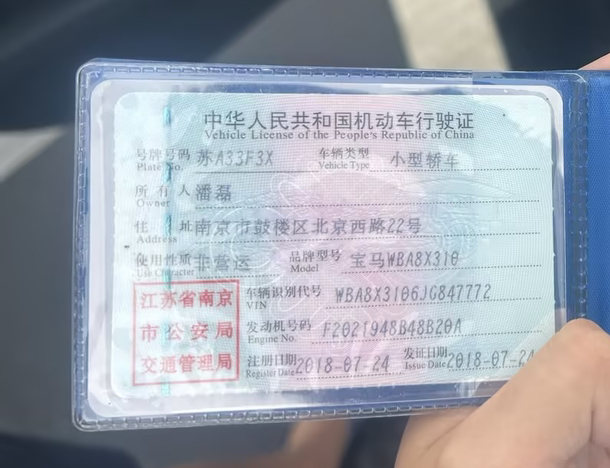 中华人民共和国机动车行驶证
Vehicle License of the People's Republic of China
号牌号码 苏A33F3X 车辆类型 小型轿车
Plate No. Vehicle Type
所有人 潘磊
Owner
住址 南京市鼓楼区北京西路22号
Address
使用性质 非营运 品牌型号 宝马WBA8X310
Use Character Model
江苏省南京
市公安局
交通管理局
车辆识别代号 WBA8X3106JG847772
VIN
发动机号码 F2021948B48B20A
Engine No.
注册日期 2018-07-24 发证日期 2018-07-24
Register Date Issue Date